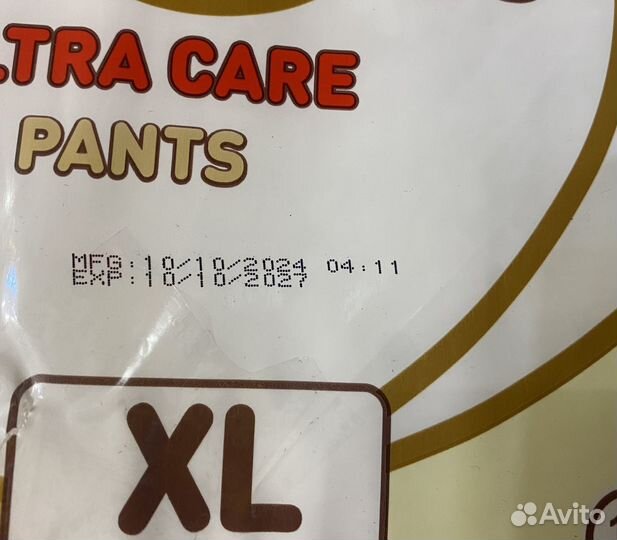 LTRA CARE
PANTS
MFG:10/10/2024 04:11
EXP:10/10/2027
XL
Avito